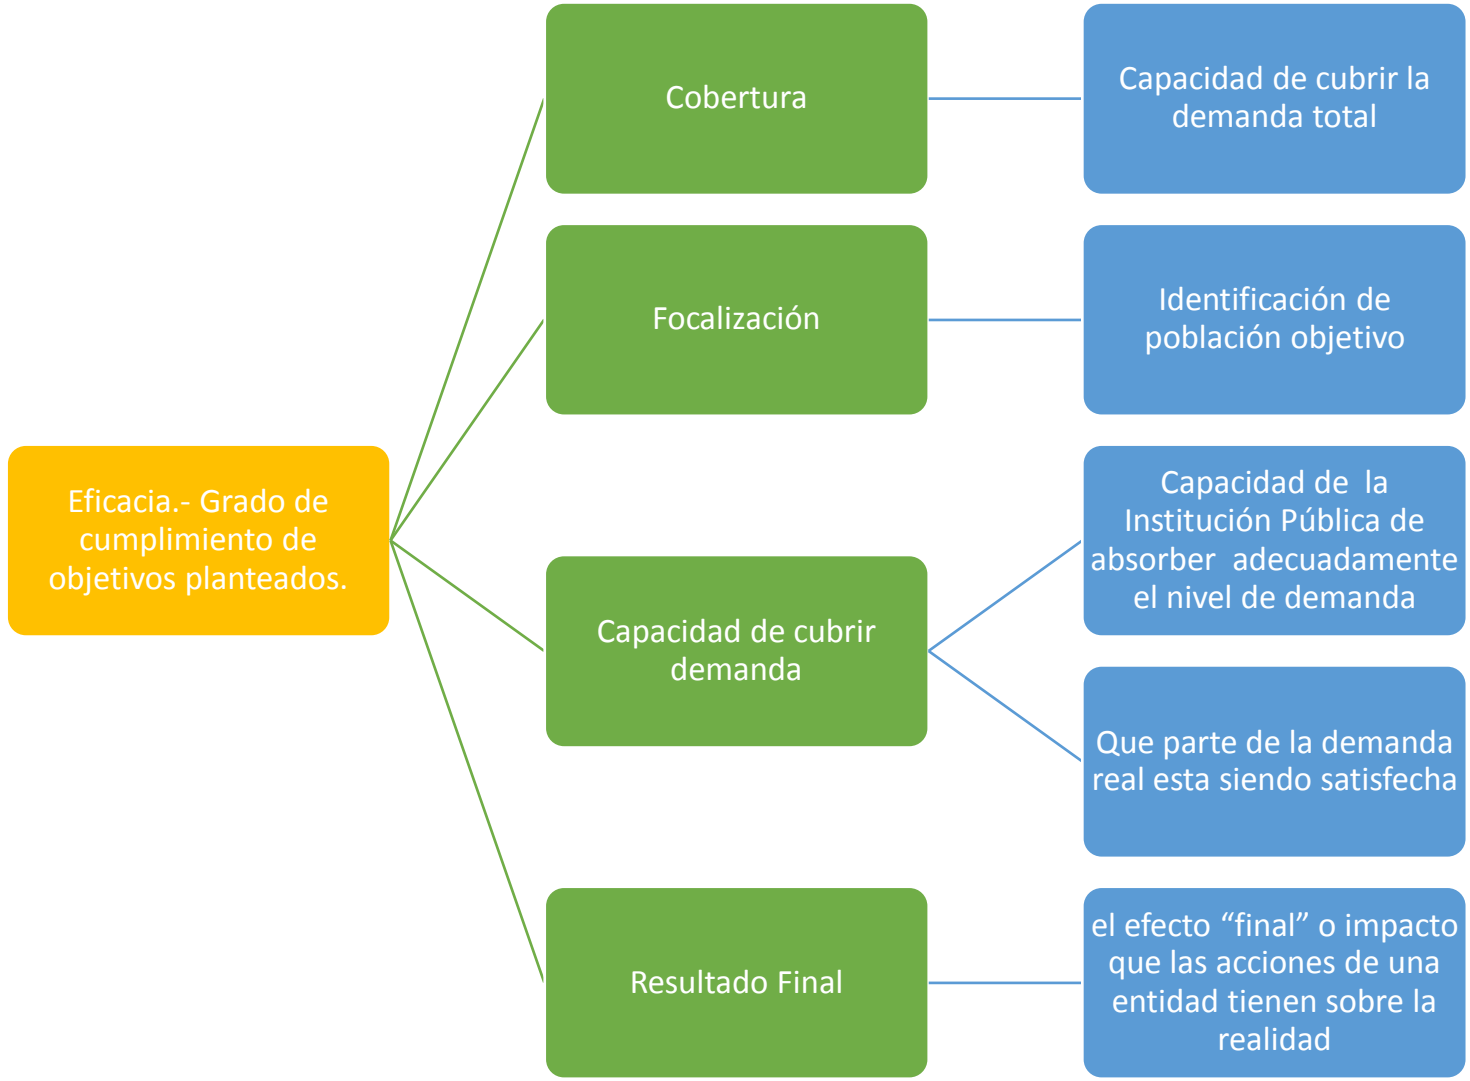 Cobertura
Capacidad de cubrir la
demanda total
Focalización
Identificación de
población objetivo
Eficacia.- Grado de
cumplimiento de
objetivos planteados.
Capacidad de cubrir
demanda
Capacidad de  la
Institución Pública de
absorber  adecuadamente
el nivel de demanda
Que parte de la demanda
real esta siendo satisfecha
Resultado Final
el efecto “final” o impacto
que las acciones de una
entidad tienen sobre la
realidad